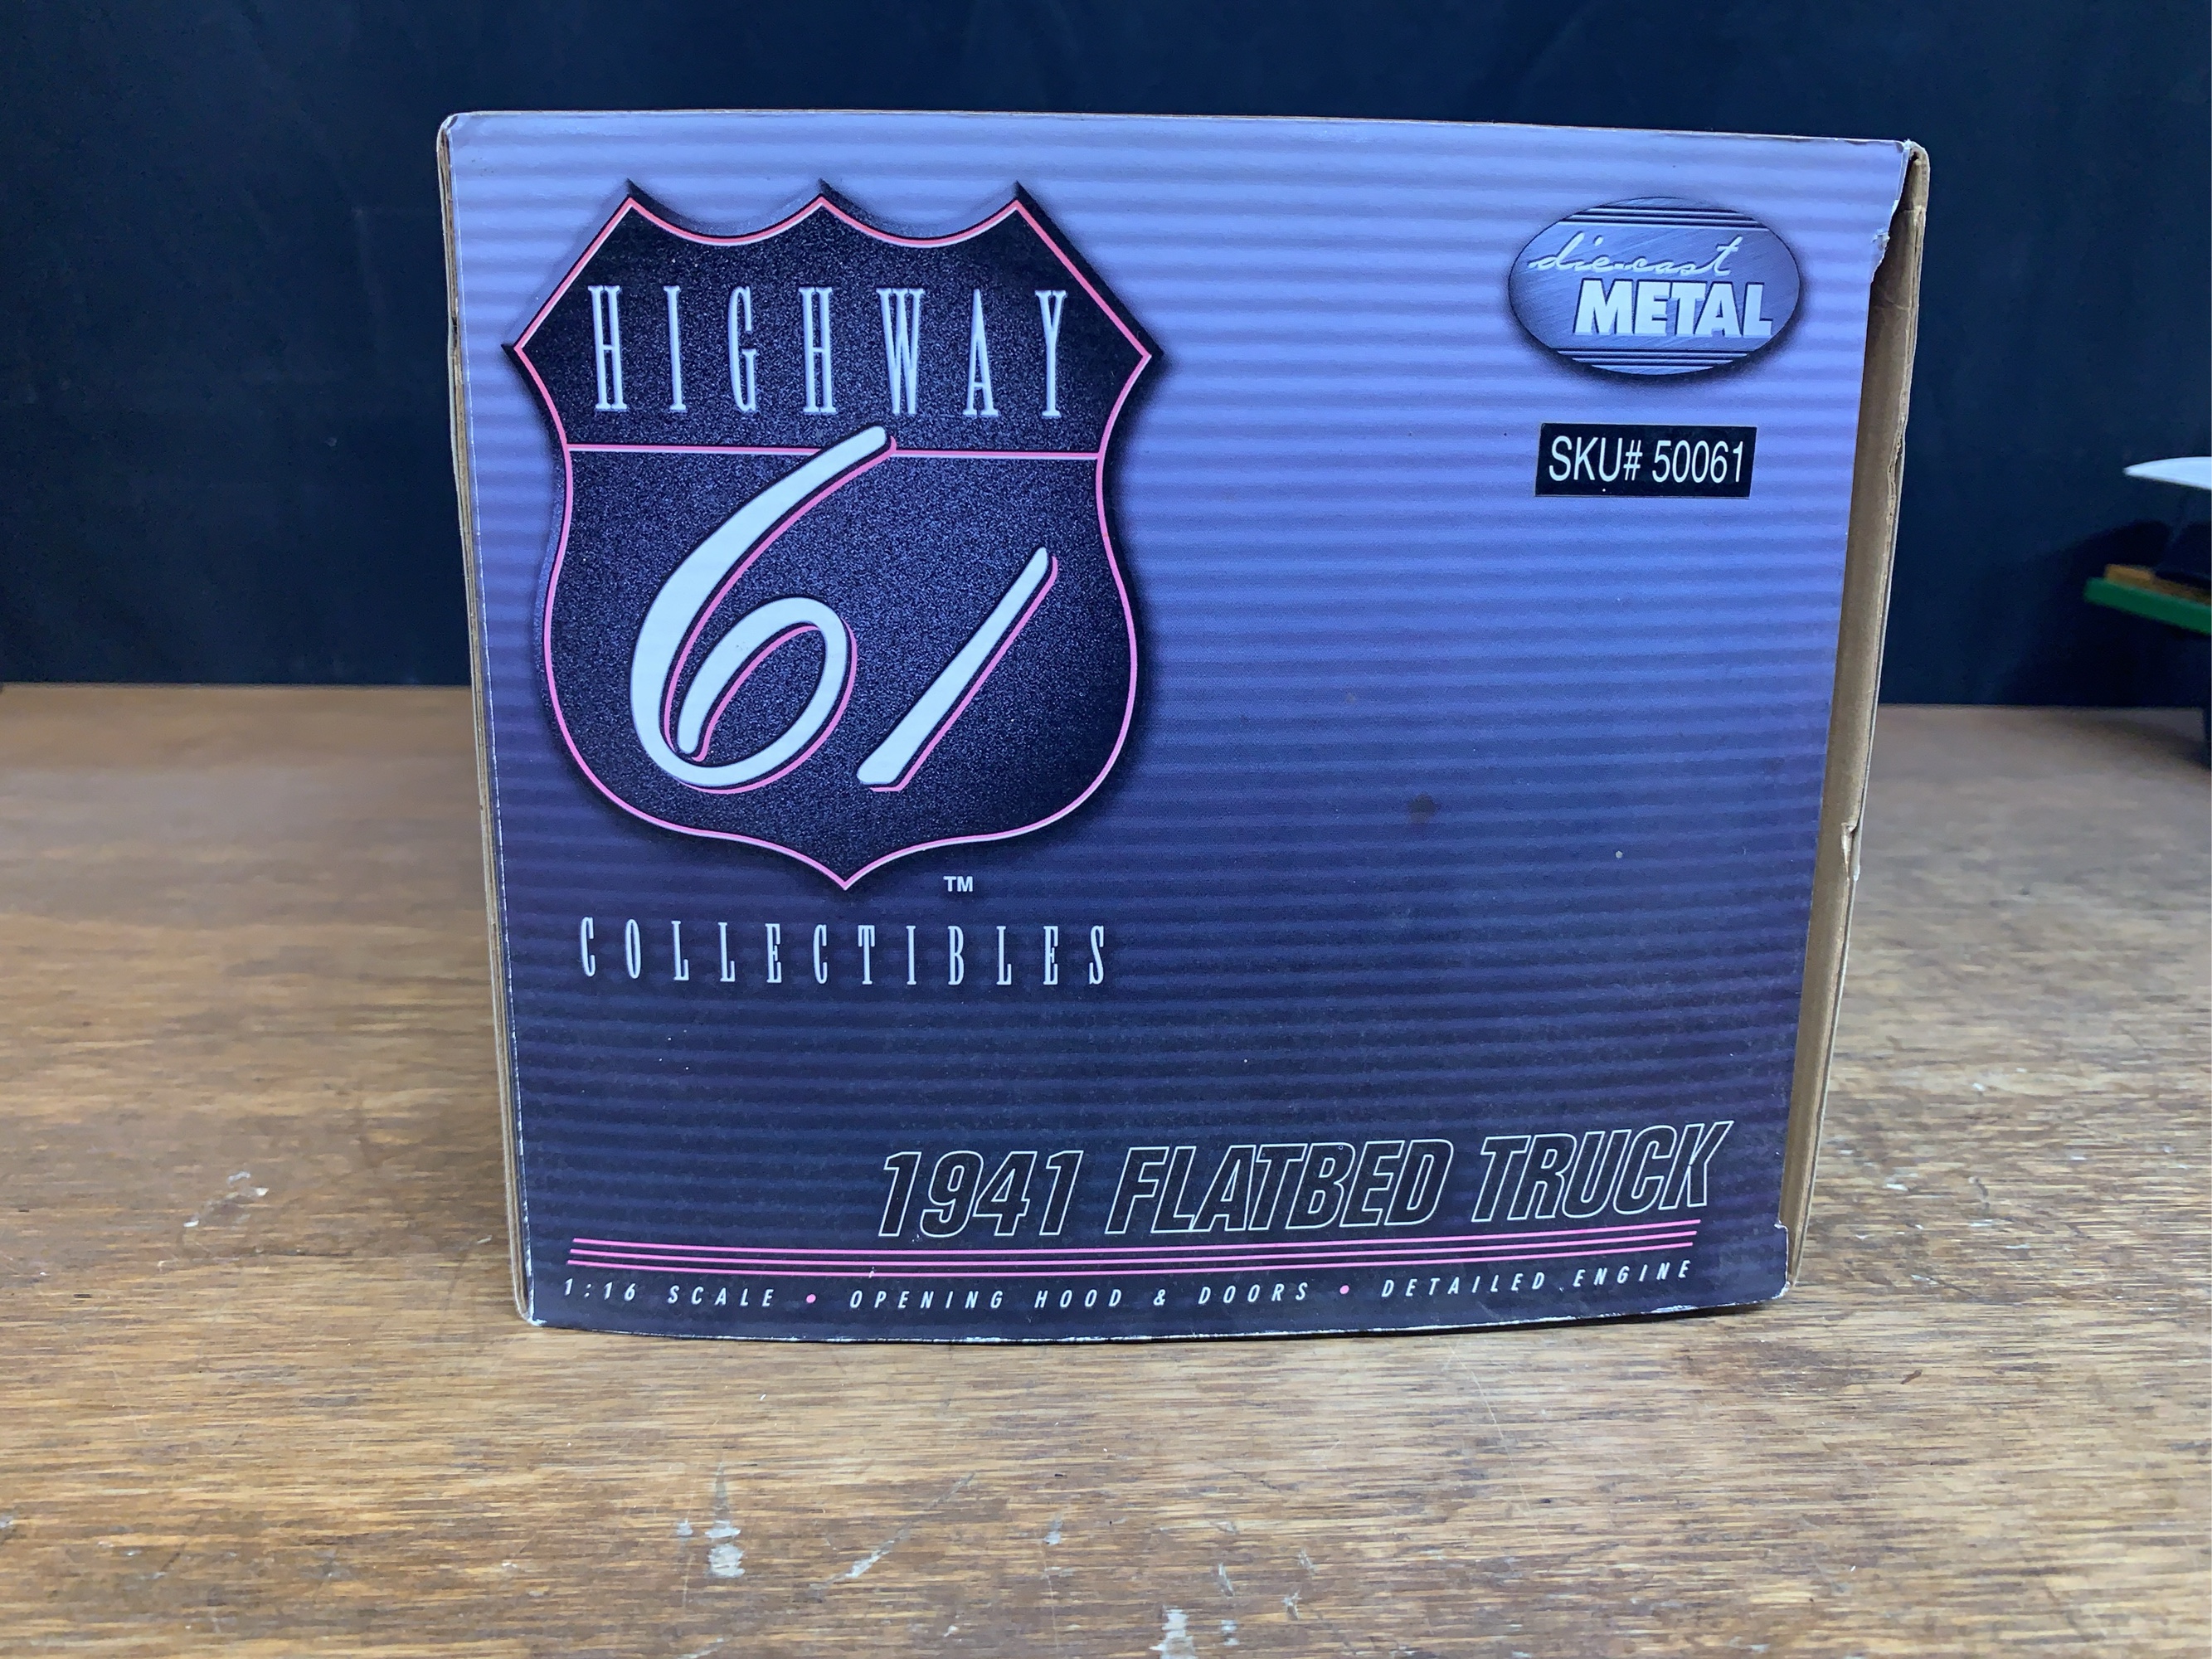 HIGHWAY
61
TM
COLLECTIBLES
die-cast
METAL
SKU# 50061
1941 FLATBED TRUCK
1:16 SCALE • OPENING HOOD & DOORS • DETAILED ENGINE